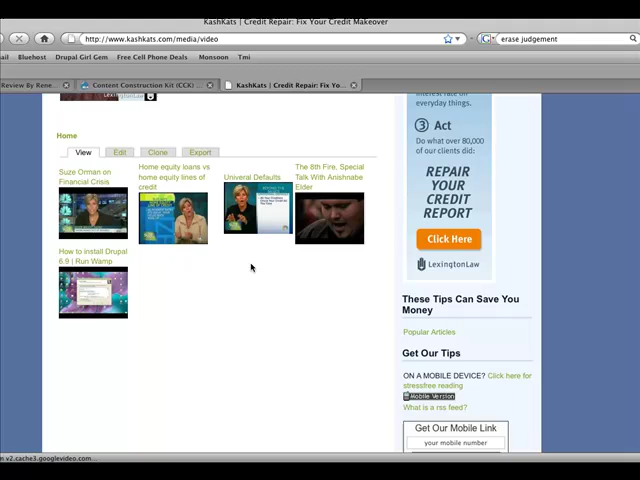 KashKats | Credit Repair: Fix Your Credit Makeover
http://www.kashkats.com/media/video
erase judgement
ail Bluehost Drupal Girl Gem Free Cell Phone Deals Monsoon Tmi
Review By Rene... Content Construction Kit (CCK) ... KashKats | Credit Repair: Fix Yo...
LexingtonLaw
interest rate on
everyday things.
3 Act
Do what over 80,000
of our clients did:
REPAIR
YOUR
CREDIT
REPORT
Click Here
LexingtonLaw
Home
View Edit Clone Export
Suze Orman on
Financial Crisis
Home equity loans vs
home equity lines of
credit
Univeral Defaults
The 8th Fire, Special
Talk With Anishnabe
Elder
How to install Drupal
6.9 | Run Wamp
These Tips Can Save You
Money
Popular Articles
Get Our Tips
ON A MOBILE DEVICE? Click here for
stressfree reading
Mobile Version
What is a rss feed?
Get Our Mobile Link
your mobile number
m v2.cache3.googlevideo.com...